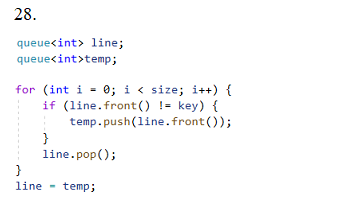 28.
queue<int> line;
queue<int>temp;
for (int i = 0; i < size; i++) {
if (line.front() != key) {
temp.push(line.front());
}
line.pop();
}
line = temp;